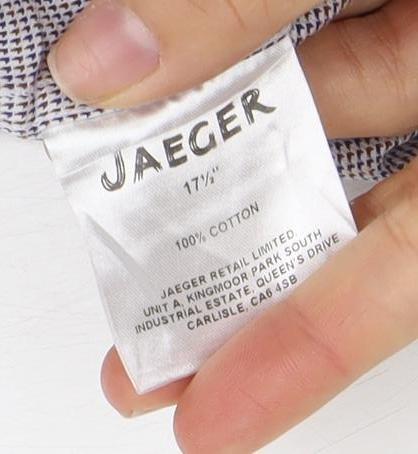 JAEGER
17½"
100% COTTON
JAEGER RETAIL LIMITED,
UNIT A, KINGMOOR PARK SOUTH
INDUSTRIAL ESTATE, QUEEN'S DRIVE
CARLISLE, CA6 4SB